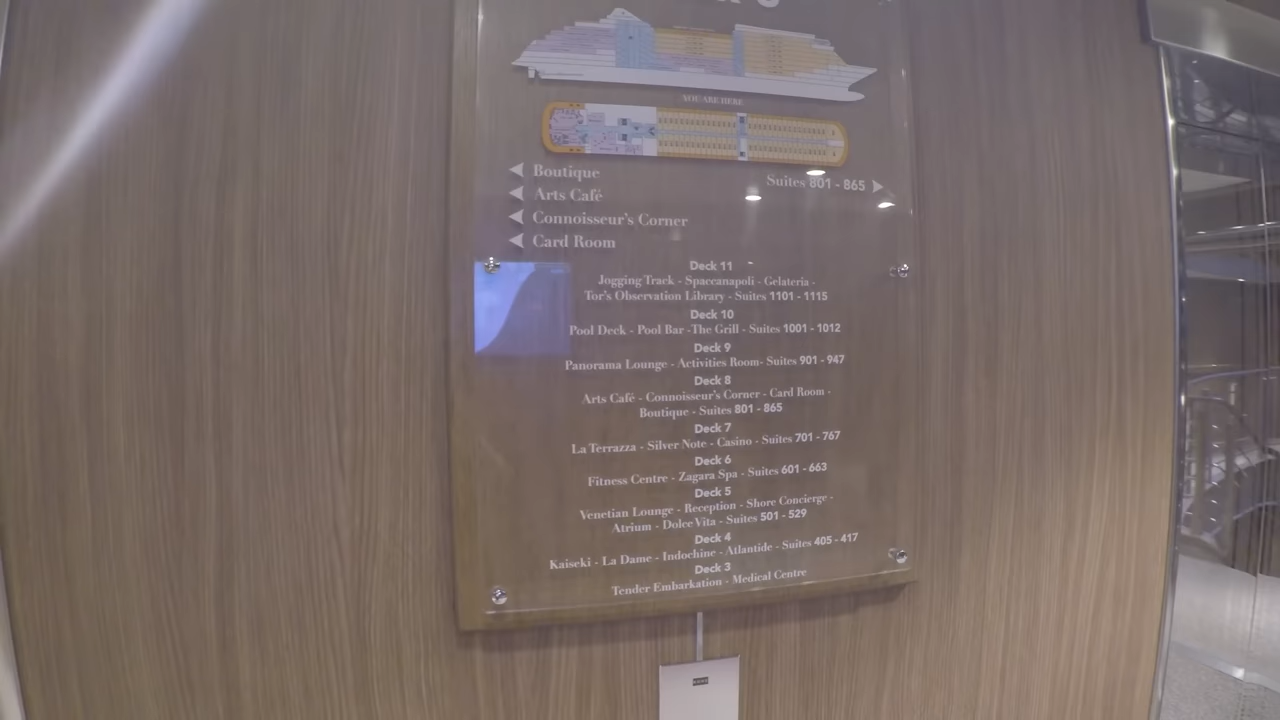 YOU ARE HERE
Boutique
Arts Café
Connoisseur's Corner
Card Room
Suites 801 - 865
Deck 11
Jogging Track - Spaccanapoli - Gelateria -
Tor's Observation Library - Suites 1101 - 1115
Deck 10
Pool Deck - Pool Bar -The Grill - Suites 1001 - 1012
Deck 9
Panorama Lounge - Activities Room- Suites 901 - 947
Deck 8
Arts Café - Connoisseur's Corner - Card Room -
Boutique - Suites 801 - 865
Deck 7
La Terrazza - Silver Note - Casino - Suites 701 - 767
Deck 6
Fitness Centre - Zagara Spa - Suites 601 - 663
Deck 5
Venetian Lounge - Reception - Shore Concierge -
Atrium - Dolce Vita - Suites 501 - 529
Deck 4
Kaiseki - La Dame - Indochine - Atlantide - Suites 405 - 417
Deck 3
Tender Embarkation - Medical Centre